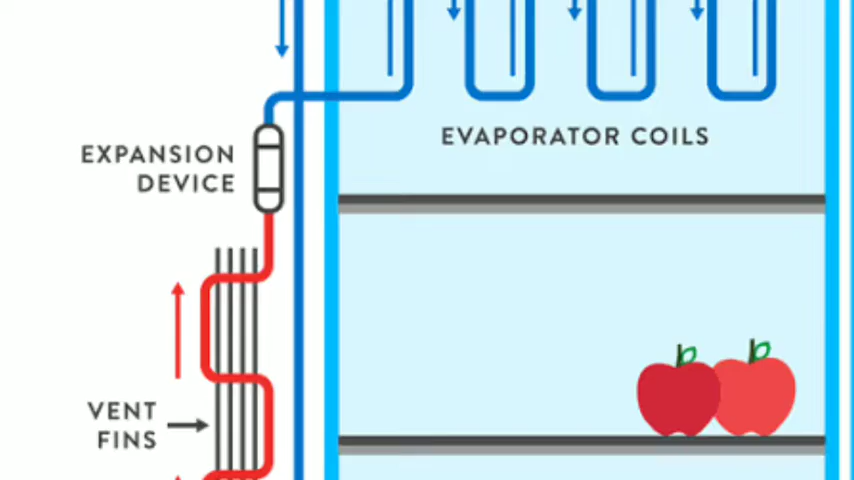 EVAPORATOR COILS
EXPANSION
DEVICE
VENT
FINS